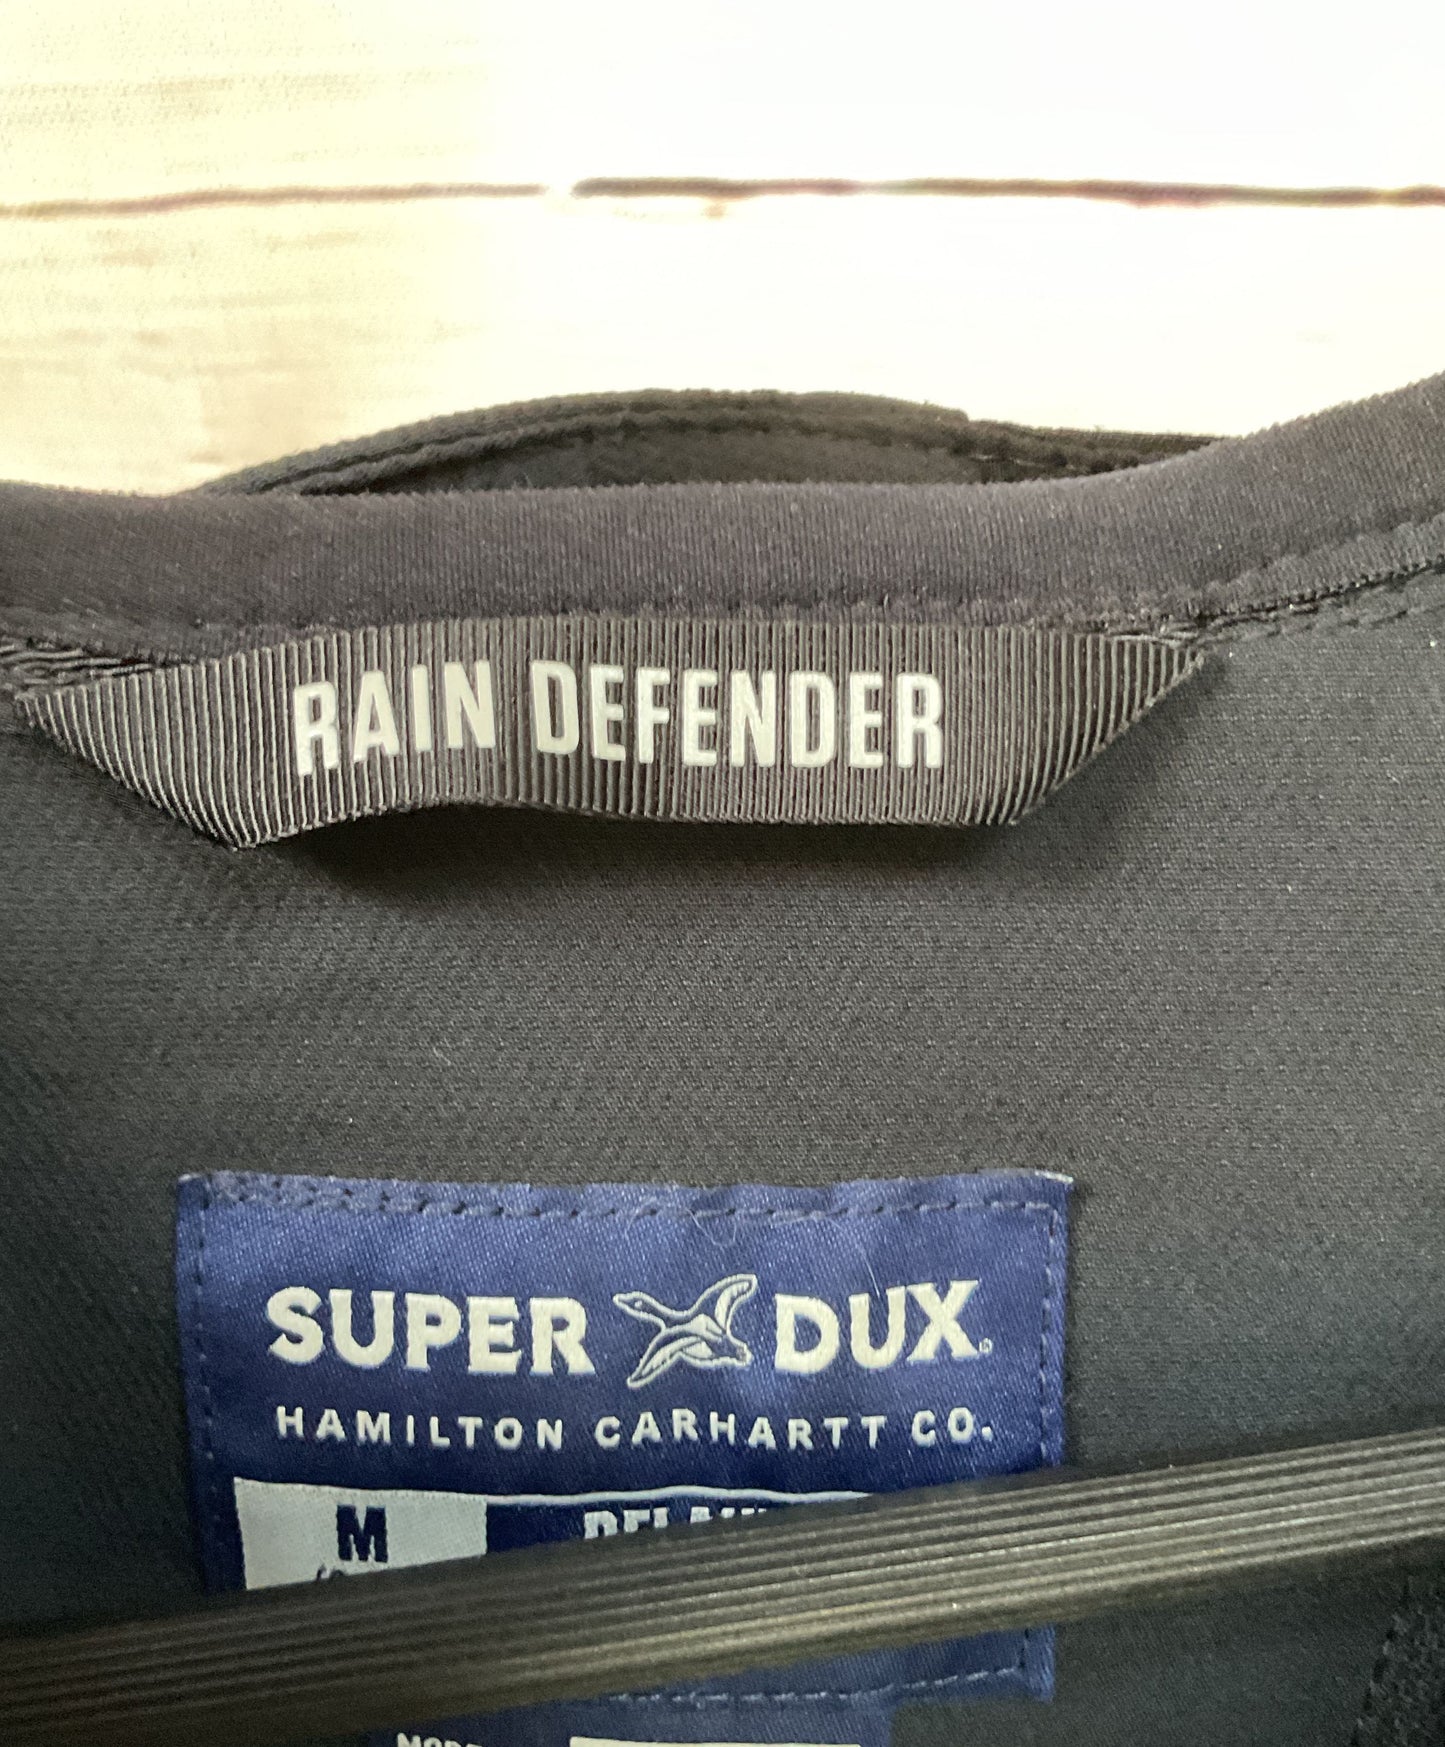 RAIN DEFENDER
SUPER DUX
HAMILTON CARHARTT CO.
M